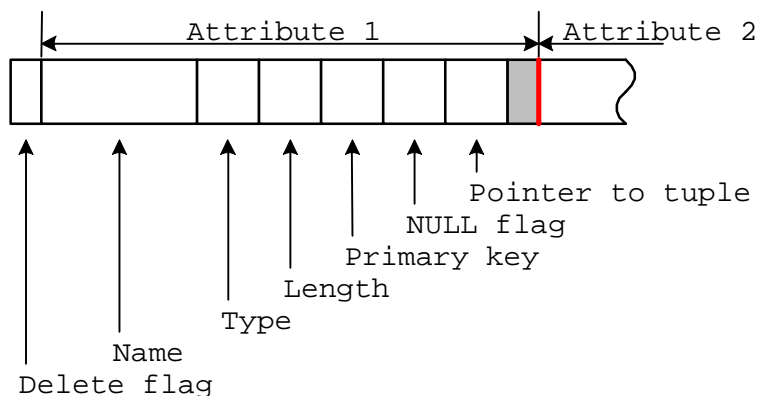 Attribute 1
Attribute 2
Pointer to tuple
NULL flag
Primary key
Length
Type
Name
Delete flag